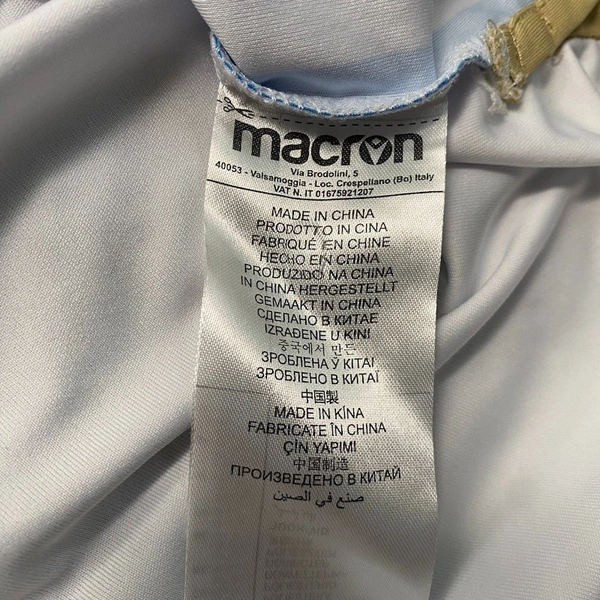 macron
Via Brodolini, 5
40053 - Valsamoggia - Loc. Crespellano (Bo) Italy
VAT N. IT 01675921207
MADE IN CHINA
PRODOTTO IN CINA
FABRIQUÉ EN CHINE
HECHO EN CHINA
PRODUZIDO NA CHINA
IN CHINA HERGESTELLT
GEMAAKT IN CHINA
СДЕЛАНО В КИТАЕ
IZRAĐENE U KINI
중국에서 만든
ЗРОБЛЕНА Ў КІТАІ
ЗРОБЛЕНО В КИТАЇ
中国製
MADE IN KÍNA
FABRICATE ÎN CHINA
ÇİN YAPIMI
中国制造
ПРОИЗВЕДЕНО В КИТАЙ
صنع في الصين